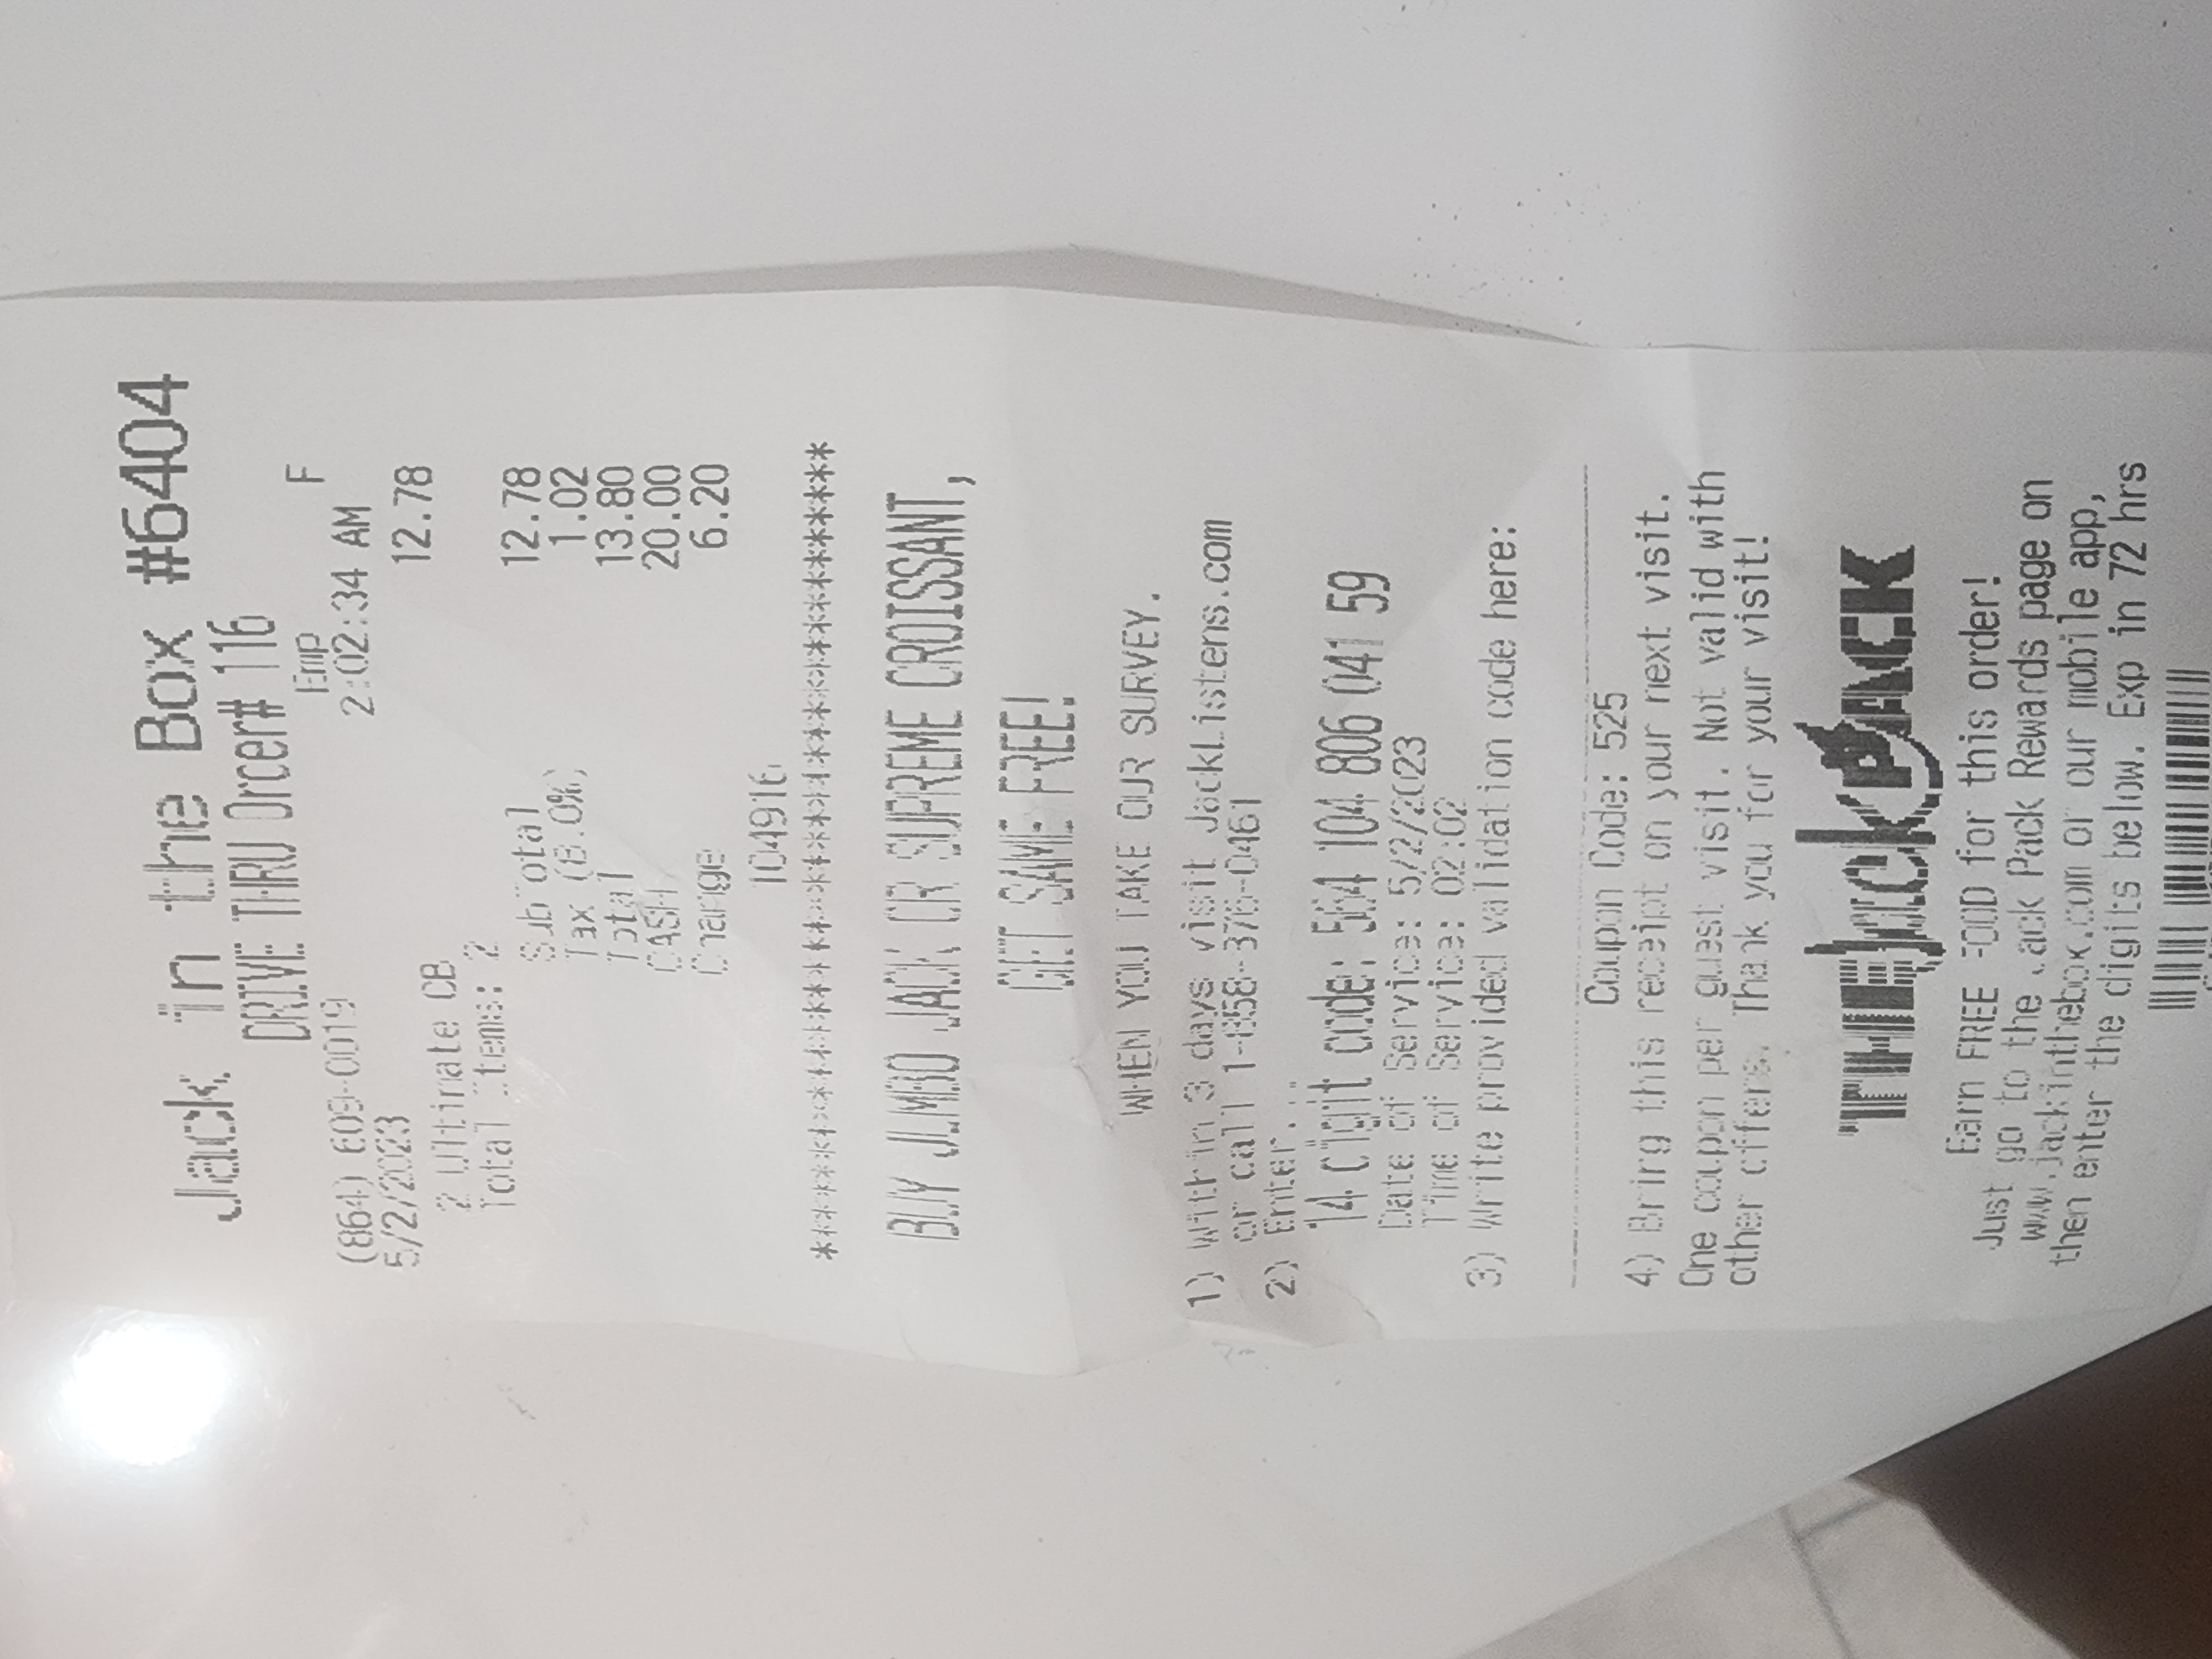 Jack in the Box #6404
DRIVE THRU Order# 116
Emp F
(864) 609-0019
5/2/2023 2:02:34 AM
2 Ultimate CB 12.78
Total Items: 2
SubTotal 12.78
Tax (8.0%) 1.02
Total 13.80
CASH 20.00
Change 6.20
104916
BUY JUMBO JACK OR SUPREME CROISSANT,
GET SAME FREE!
WHEN YOU TAKE OUR SURVEY.
1) Within 3 days visit JackListens.com
or call 1-858-376-0461
2) Enter...
14 digit code: 564 104 806 041 59
Date of Service: 5/2/2023
Time of Service: 02:02
3) Write provided validation code here:
Coupon Code: 525
4) Bring this receipt on your next visit.
One coupon per guest visit. Not valid with
other offers. Thank you for your visit!
THE Jack PACK
Earn FREE FOOD for this order!
Just go to the Jack Pack Rewards page on
www.jackinthebox.com or our mobile app,
then enter the digits below. Exp in 72 hrs